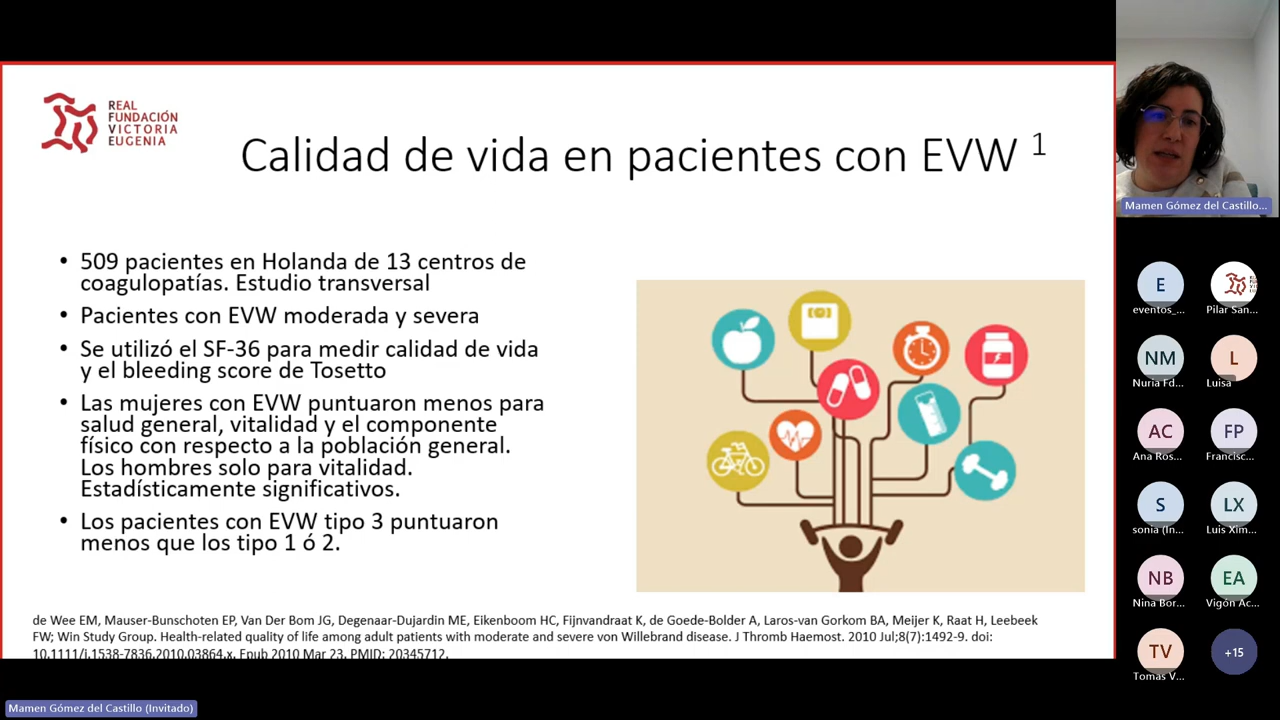 REAL
FUNDACIÓN
VICTORIA
EUGENIA
Calidad de vida en pacientes con EVW 1
• 509 pacientes en Holanda de 13 centros de
coagulopatías. Estudio transversal
• Pacientes con EVW moderada y severa
• Se utilizó el SF-36 para medir calidad de vida
y el bleeding score de Tosetto
• Las mujeres con EVW puntuaron menos para
salud general, vitalidad y el componente
físico con respecto a la población general.
Los hombres solo para vitalidad.
Estadísticamente significativos.
• Los pacientes con EVW tipo 3 puntuaron
menos que los tipo 1 ó 2.
de Wee EM, Mauser-Bunschoten EP, Van Der Bom JG, Degenaar-Dujardin ME, Eikenboom HC, Fijnvandraat K, de Goede-Bolder A, Laros-van Gorkom BA, Meijer K, Raat H, Leebeek
FW; Win Study Group. Health-related quality of life among adult patients with moderate and severe von Willebrand disease. J Thromb Haemost. 2010 Jul;8(7):1492-9. doi:
10.1111/j.1538-7836.2010.03864.x. Epub 2010 Mar 23. PMID: 20345712.
Mamen Gómez del Castillo...
E
eventos_...
Pilar San...
NM
Nuria Fd...
L
Luisa
AC
Ana Ros...
FP
Francisc...
S
sonia (In...
LX
Luis Xím...
NB
Nina Bor...
EA
Vigón Ac...
TV
Tomas V...
+15
Mamen Gómez del Castillo (Invitado)